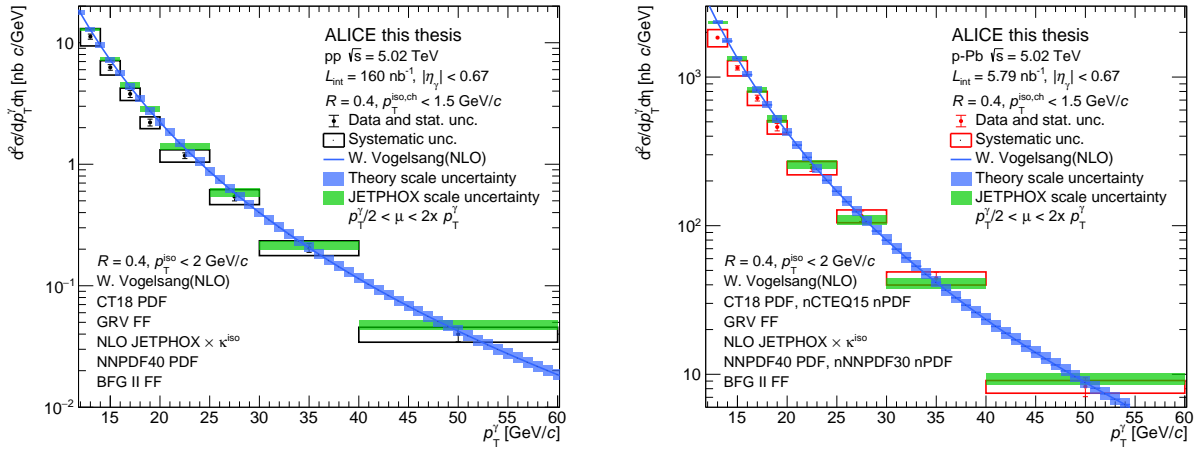 d²σ/dp_T^γdη [nb c/GeV]
10
1
10⁻¹
10⁻²
ALICE this thesis
pp √s = 5.02 TeV
L_int = 160 nb⁻¹, |η_γ| < 0.67
R = 0.4, p_T^iso,ch < 1.5 GeV/c
Data and stat. unc.
Systematic unc.
W. Vogelsang(NLO)
Theory scale uncertainty
JETPHOX scale uncertainty
p_T^γ/2 < μ < 2x p_T^γ
R = 0.4, p_T^iso < 2 GeV/c
W. Vogelsang(NLO)
CT18 PDF
GRV FF
NLO JETPHOX × κ^iso
NNPDF40 PDF
BFG II FF
15 20 25 30 35 40 45 50 55 60
p_T^γ [GeV/c]
d²σ/dp_T^γdη [nb c/GeV]
10³
10²
10
ALICE this thesis
p-Pb √s = 5.02 TeV
L_int = 5.79 nb⁻¹, |η_γ| < 0.67
R = 0.4, p_T^iso,ch < 1.5 GeV/c
Data and stat. unc.
Systematic unc.
W. Vogelsang(NLO)
Theory scale uncertainty
JETPHOX scale uncertainty
p_T^γ/2 < μ < 2x p_T^γ
R = 0.4, p_T^iso < 2 GeV/c
W. Vogelsang(NLO)
CT18 PDF, nCTEQ15 nPDF
GRV FF
NLO JETPHOX × κ^iso
NNPDF40 PDF, nNNPDF30 nPDF
BFG II FF
15 20 25 30 35 40 45 50 55 60
p_T^γ [GeV/c]